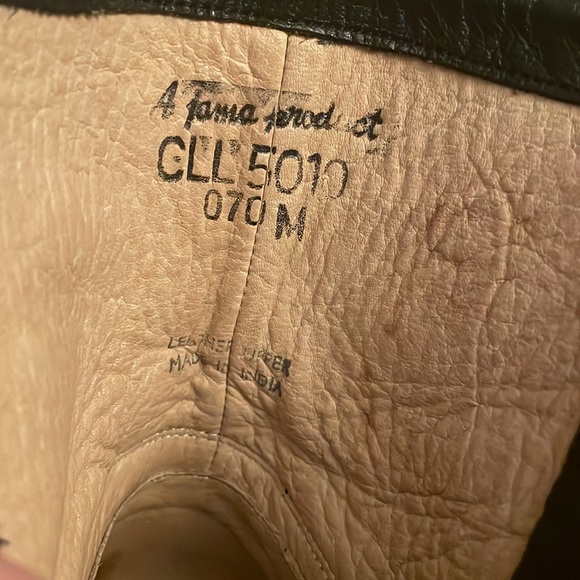 A fama product
CLL 5010
070 M
LEATHER UPPER
MADE IN INDIA